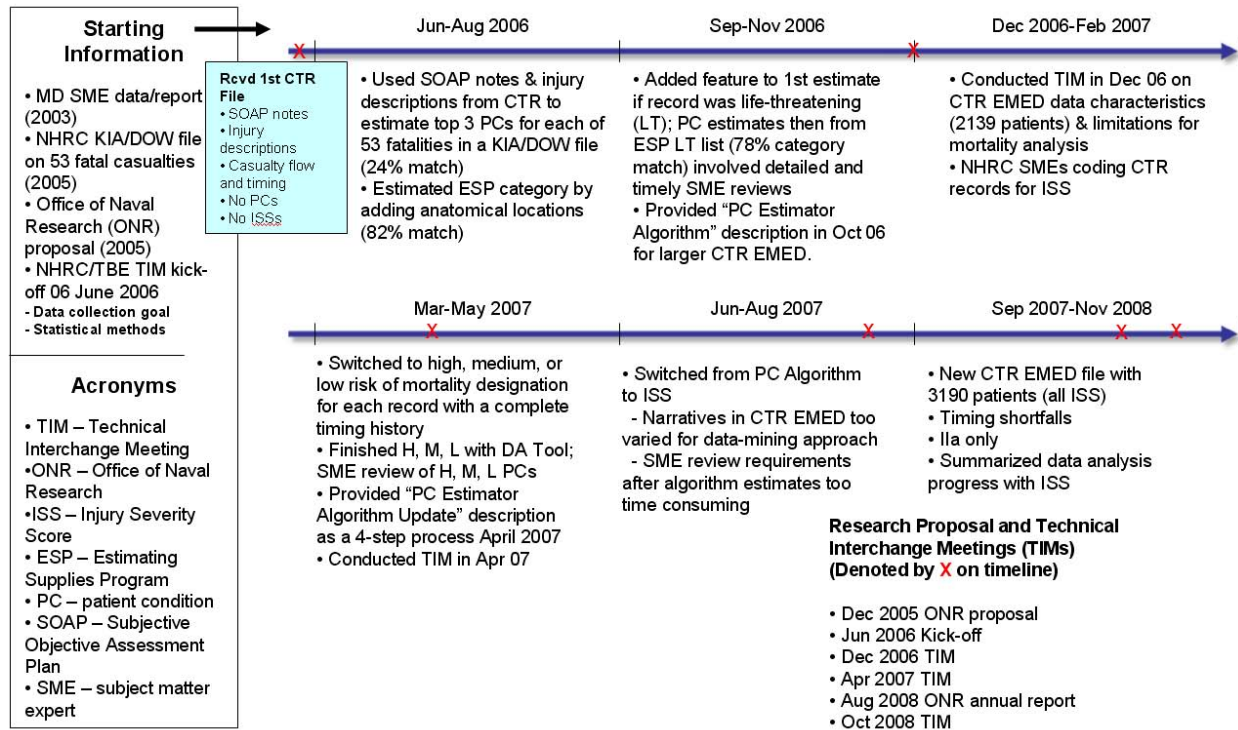 Starting
Information
• MD SME data/report
(2003)
• NHRC KIA/DOW file
on 53 fatal casualties
(2005)
• Office of Naval
Research (ONR)
proposal (2005)
• NHRC/TBE TIM kick-
off 06 June 2006
- Data collection goal
- Statistical methods
Acronyms
• TIM – Technical
Interchange Meeting
•ONR – Office of Naval
Research
•ISS – Injury Severity
Score
• ESP – Estimating
Supplies Program
• PC – patient condition
• SOAP – Subjective
Objective Assessment
Plan
• SME – subject matter
expert
X
Rcvd 1st CTR
File
• SOAP notes
• Injury
descriptions
• Casualty flow
and timing
• No PCs
• No ISSs
Jun-Aug 2006
• Used SOAP notes & injury
descriptions from CTR to
estimate top 3 PCs for each of
53 fatalities in a KIA/DOW file
(24% match)
• Estimated ESP category by
adding anatomical locations
(82% match)
Sep-Nov 2006
X
• Added feature to 1st estimate
if record was life-threatening
(LT); PC estimates then from
ESP LT list (78% category
match) involved detailed and
timely SME reviews
• Provided “PC Estimator
Algorithm” description in Oct 06
for larger CTR EMED.
Dec 2006-Feb 2007
• Conducted TIM in Dec 06 on
CTR EMED data characteristics
(2139 patients) & limitations for
mortality analysis
• NHRC SMEs coding CTR
records for ISS
Mar-May 2007
X
• Switched to high, medium, or
low risk of mortality designation
for each record with a complete
timing history
• Finished H, M, L with DA Tool;
SME review of H, M, L PCs
• Provided “PC Estimator
Algorithm Update” description
as a 4-step process April 2007
• Conducted TIM in Apr 07
Jun-Aug 2007
X
• Switched from PC Algorithm
to ISS
- Narratives in CTR EMED too
varied for data-mining approach
- SME review requirements
after algorithm estimates too
time consuming
Sep 2007-Nov 2008
X X
• New CTR EMED file with
3190 patients (all ISS)
• Timing shortfalls
• IIa only
• Summarized data analysis
progress with ISS
Research Proposal and Technical
Interchange Meetings (TIMs)
(Denoted by X on timeline)
• Dec 2005 ONR proposal
• Jun 2006 Kick-off
• Dec 2006 TIM
• Apr 2007 TIM
• Aug 2008 ONR annual report
• Oct 2008 TIM